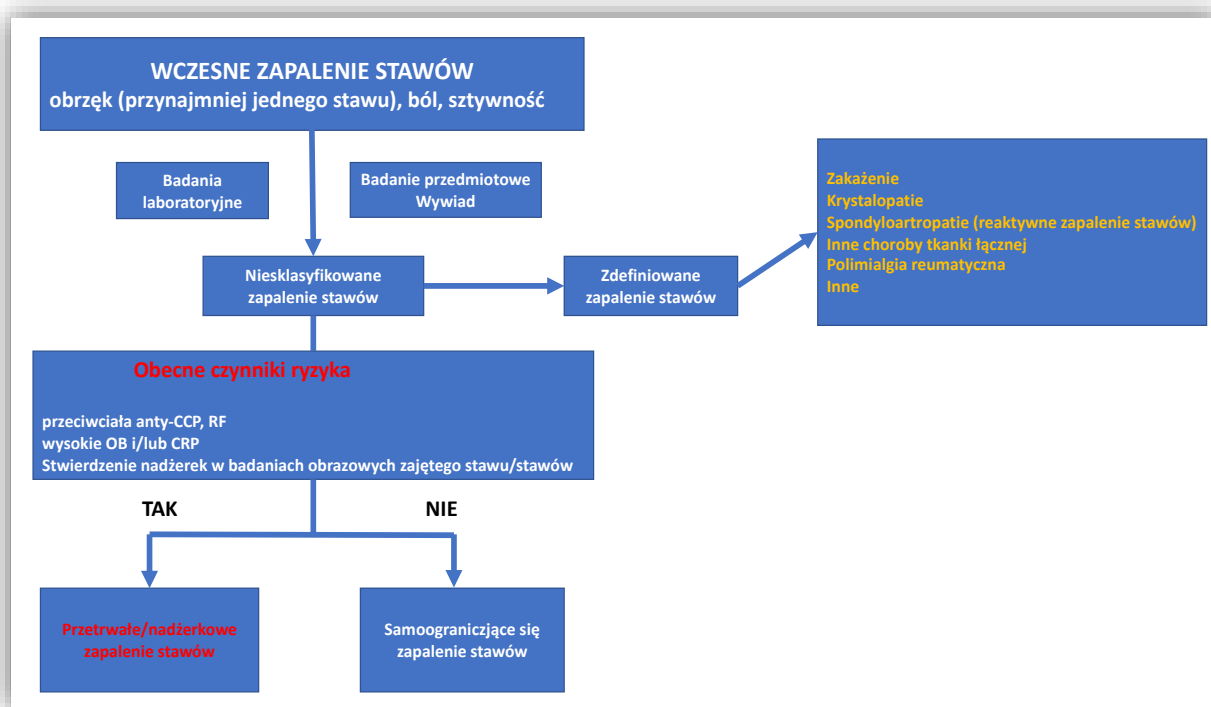 WCZESNE ZAPALENIE STAWÓW
obrzęk (przynajmniej jednego stawu), ból, sztywność
Badania
laboratoryjne
Badanie przedmiotowe
Wywiad
Niesklasyfikowane
zapalenie stawów
Zdefiniowane
zapalenie stawów
Zakażenie
Krystalopatie
Spondyloartropatie (reaktywne zapalenie stawów)
Inne choroby tkanki łącznej
Polimialgia reumatyczna
Inne
Obecne czynniki ryzyka
przeciwciała anty-CCP, RF
wysokie OB i/lub CRP
Stwierdzenie nadżerek w badaniach obrazowych zajętego stawu/stawów
TAK
NIE
Przetrwałe/nadżerkowe
zapalenie stawów
Samoograniczjące się
zapalenie stawów